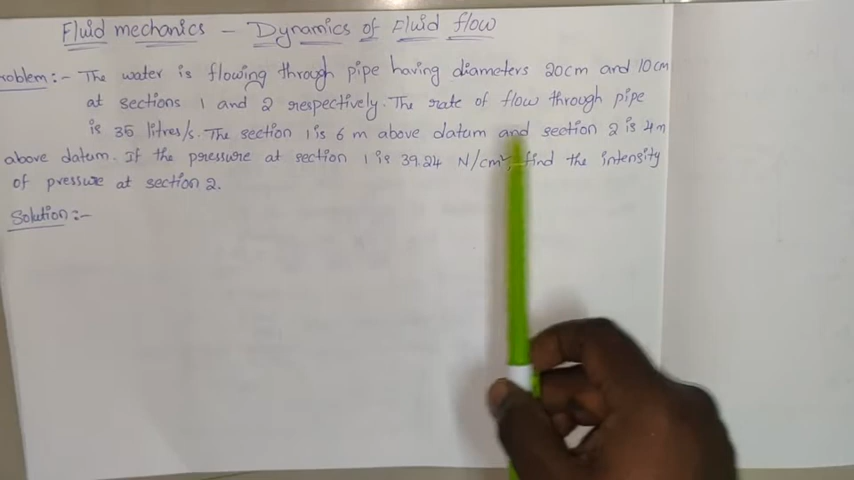 Fluid mechanics - Dynamics of Fluid flow
roblem:- The water is flowing through pipe having diameters 20cm and 10cm
at sections 1 and 2 respectively. The rate of flow through pipe
is 35 litres/s. The section 1 is 6 m above datum and section 2 is 4m
above datum. If the pressure at section 1 is 39.24 N/cm², find the intensity
of pressure at section 2.
Solution:-